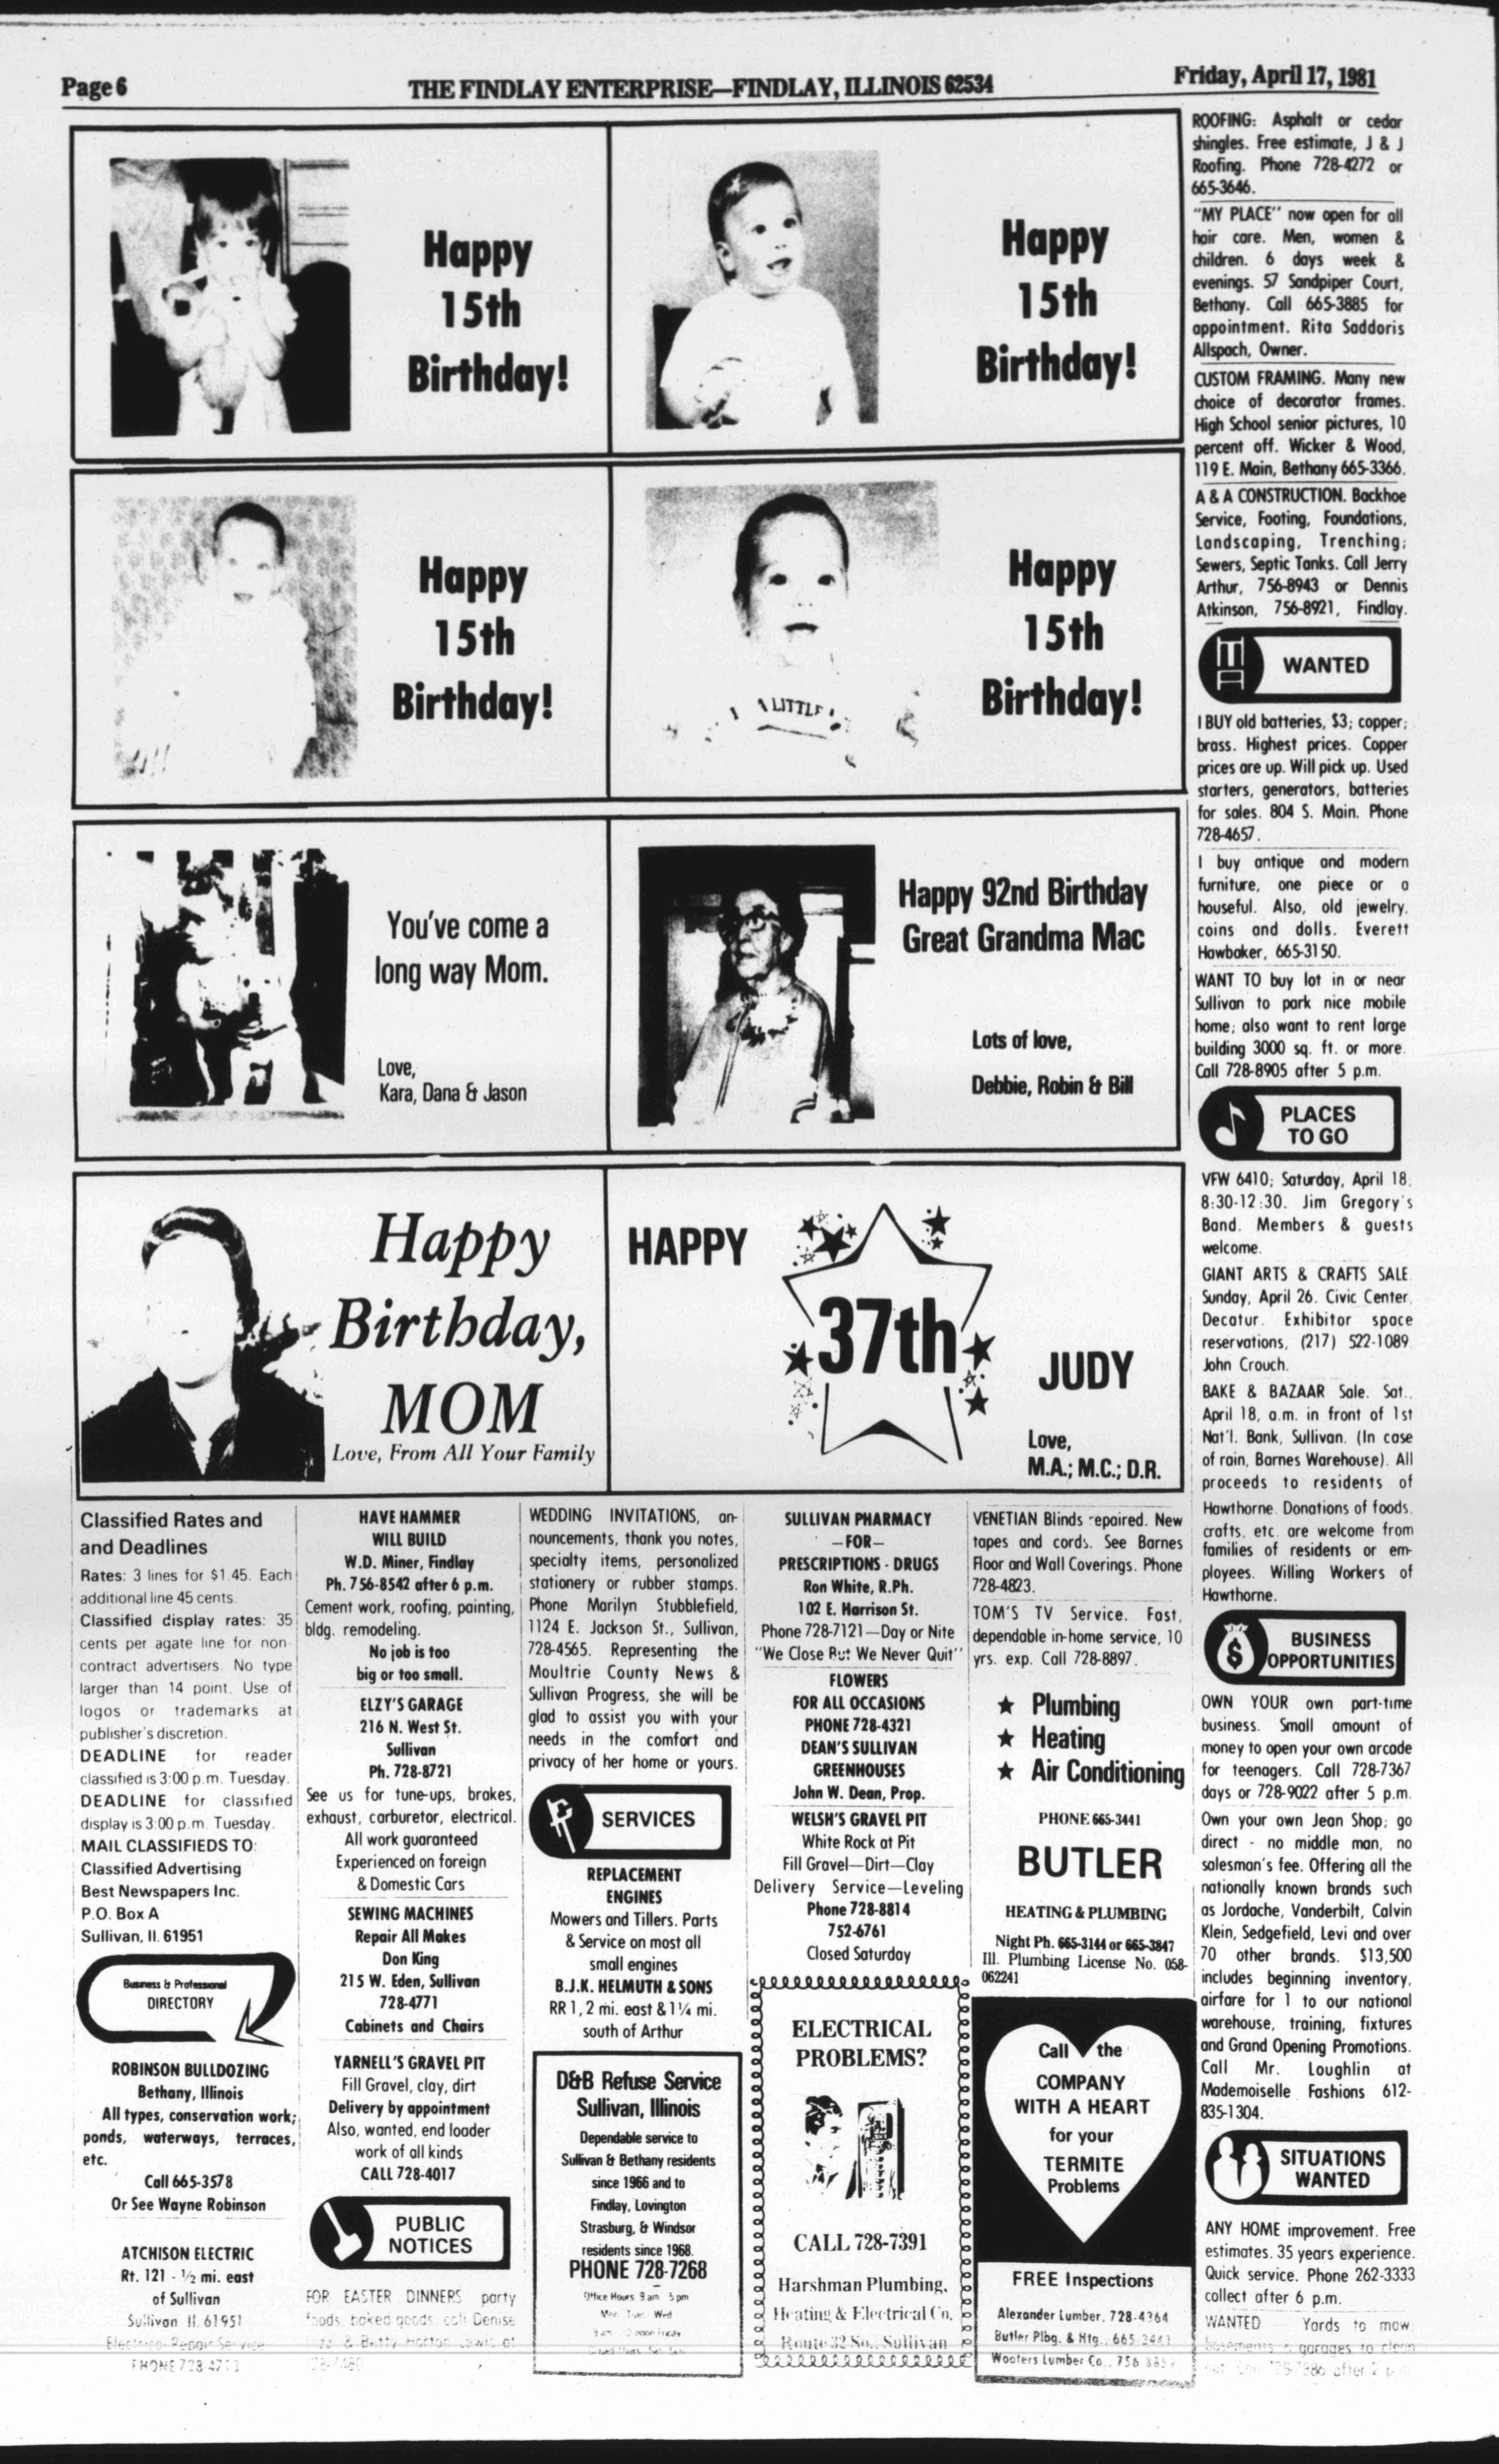 Page 6
THE FINDLAY ENTERPRISE—FINDLAY, ILLINOIS 62534
Friday, April 17, 1981
Happy
15th
Birthday!
Happy
15th
Birthday!
Happy
15th
Birthday!
A LITTLE
Happy
15th
Birthday!
You've come a
long way Mom.
Love,
Kara, Dana & Jason
Happy 92nd Birthday
Great Grandma Mac
Lots of love,
Debbie, Robin & Bill
Happy
Birthday,
MOM
Love, From All Your Family
HAPPY
37th
JUDY
Love,
M.A.; M.C.; D.R.
Classified Rates and
and Deadlines
Rates: 3 lines for $1.45. Each
additional line 45 cents.
Classified display rates: 35
cents per agate line for non-
contract advertisers. No type
larger than 14 point. Use of
logos or trademarks at
publisher's discretion.
DEADLINE for reader
classified is 3:00 p.m. Tuesday.
DEADLINE for classified
display is 3:00 p.m. Tuesday.
MAIL CLASSIFIEDS TO:
Classified Advertising
Best Newspapers Inc.
P.O. Box A
Sullivan, Il. 61951
Business & Professional
DIRECTORY
ROBINSON BULLDOZING
Bethany, Illinois
All types, conservation work;
ponds, waterways, terraces,
etc.
Call 665-3578
Or See Wayne Robinson
ATCHISON ELECTRIC
Rt. 121 - ½ mi. east
of Sullivan
Sullivan Il. 61951
Electrical Repair Service
PHONE 728-4213
HAVE HAMMER
WILL BUILD
W.D. Miner, Findlay
Ph. 756-8542 after 6 p.m.
Cement work, roofing, painting,
bldg. remodeling.
No job is too
big or too small.
ELZY'S GARAGE
216 N. West St.
Sullivan
Ph. 728-8721
See us for tune-ups, brakes,
exhaust, carburetor, electrical.
All work guaranteed
Experienced on foreign
& Domestic Cars
SEWING MACHINES
Repair All Makes
Don King
215 W. Eden, Sullivan
728-4771
Cabinets and Chairs
YARNELL'S GRAVEL PIT
Fill Gravel, clay, dirt
Delivery by appointment
Also, wanted, end loader
work of all kinds
CALL 728-4017
PUBLIC
NOTICES
FOR EASTER DINNERS party
foods, baked goods, call Denise
& Betty Horton Lewis at
WEDDING INVITATIONS, an-
nouncements, thank you notes,
specialty items, personalized
stationery or rubber stamps.
Phone Marilyn Stubblefield,
1124 E. Jackson St., Sullivan,
728-4565. Representing the
Moultrie County News &
Sullivan Progress, she will be
glad to assist you with your
needs in the comfort and
privacy of her home or yours.
SERVICES
REPLACEMENT
ENGINES
Mowers and Tillers. Parts
& Service on most all
small engines
B.J.K. HELMUTH & SONS
RR 1, 2 mi. east & 1¼ mi.
south of Arthur
D&B Refuse Service
Sullivan, Illinois
Dependable service to
Sullivan & Bethany residents
since 1966 and to
Findlay, Lovington
Strasburg, & Windsor
residents since 1968.
PHONE 728-7268
Office Hours 9 am 5 pm
Mon. Tues. Wed
SULLIVAN PHARMACY
—FOR—
PRESCRIPTIONS - DRUGS
Ron White, R.Ph.
102 E. Harrison St.
Phone 728-7121—Day or Nite
"We Close But We Never Quit"
FLOWERS
FOR ALL OCCASIONS
PHONE 728-4321
DEAN'S SULLIVAN
GREENHOUSES
John W. Dean, Prop.
WELSH'S GRAVEL PIT
White Rock at Pit
Fill Gravel—Dirt—Clay
Delivery Service—Leveling
Phone 728-8814
752-6761
Closed Saturday
ELECTRICAL
PROBLEMS?
CALL 728-7391
Harshman Plumbing,
Heating & Electrical Co.
Route 32 So., Sullivan
VENETIAN Blinds repaired. New
tapes and cords. See Barnes
Floor and Wall Coverings. Phone
728-4823.
TOM'S TV Service. Fast,
dependable in-home service, 10
yrs. exp. Call 728-8897.
★ Plumbing
★ Heating
★ Air Conditioning
PHONE 665-3441
BUTLER
HEATING & PLUMBING
Night Ph. 665-3144 or 665-3847
Ill. Plumbing License No. 058-
062241
Call the
COMPANY
WITH A HEART
for your
TERMITE
Problems
FREE Inspections
Alexander Lumber, 728-4364
Butler Plbg. & Htg., 665-3441
Wooters Lumber Co., 756
ROOFING: Asphalt or cedar
shingles. Free estimate, J & J
Roofing. Phone 728-4272 or
665-3646.
"MY PLACE" now open for all
hair care. Men, women &
children. 6 days week &
evenings. 57 Sandpiper Court,
Bethany. Call 665-3885 for
appointment. Rita Saddoris
Allspach, Owner.
CUSTOM FRAMING. Many new
choice of decorator frames.
High School senior pictures, 10
percent off. Wicker & Wood,
119 E. Main, Bethany 665-3366.
A & A CONSTRUCTION. Backhoe
Service, Footing, Foundations,
Landscaping, Trenching;
Sewers, Septic Tanks. Call Jerry
Arthur, 756-8943 or Dennis
Atkinson, 756-8921, Findlay.
WANTED
I BUY old batteries, $3; copper;
brass. Highest prices. Copper
prices are up. Will pick up. Used
starters, generators, batteries
for sales. 804 S. Main. Phone
728-4657.
I buy antique and modern
furniture, one piece or a
houseful. Also, old jewelry,
coins and dolls. Everett
Hawbaker, 665-3150.
WANT TO buy lot in or near
Sullivan to park nice mobile
home; also want to rent large
building 3000 sq. ft. or more.
Call 728-8905 after 5 p.m.
PLACES
TO GO
VFW 6410; Saturday, April 18;
8:30-12:30. Jim Gregory's
Band. Members & guests
welcome.
GIANT ARTS & CRAFTS SALE
Sunday, April 26. Civic Center,
Decatur. Exhibitor space
reservations, (217) 522-1089
John Crouch.
BAKE & BAZAAR Sale. Sat.,
April 18, a.m. in front of 1st
Nat'l. Bank, Sullivan. (In case
of rain, Barnes Warehouse). All
proceeds to residents of
Hawthorne. Donations of foods,
crafts, etc. are welcome from
families of residents or em-
ployees. Willing Workers of
Hawthorne.
BUSINESS
OPPORTUNITIES
OWN YOUR own part-time
business. Small amount of
money to open your own arcade
for teenagers. Call 728-7367
days or 728-9022 after 5 p.m.
Own your own Jean Shop; go
direct - no middle man, no
salesman's fee. Offering all the
nationally known brands such
as Jordache, Vanderbilt, Calvin
Klein, Sedgefield, Levi and over
70 other brands. $13,500
includes beginning inventory,
airfare for 1 to our national
warehouse, training, fixtures
and Grand Opening Promotions.
Call Mr. Loughlin at
Mademoiselle Fashions 612-
835-1304.
SITUATIONS
WANTED
ANY HOME improvement. Free
estimates. 35 years experience.
Quick service. Phone 262-3333
collect after 6 p.m.
WANTED Yards to mow,
basements & garages to clean
after 2 p.m.